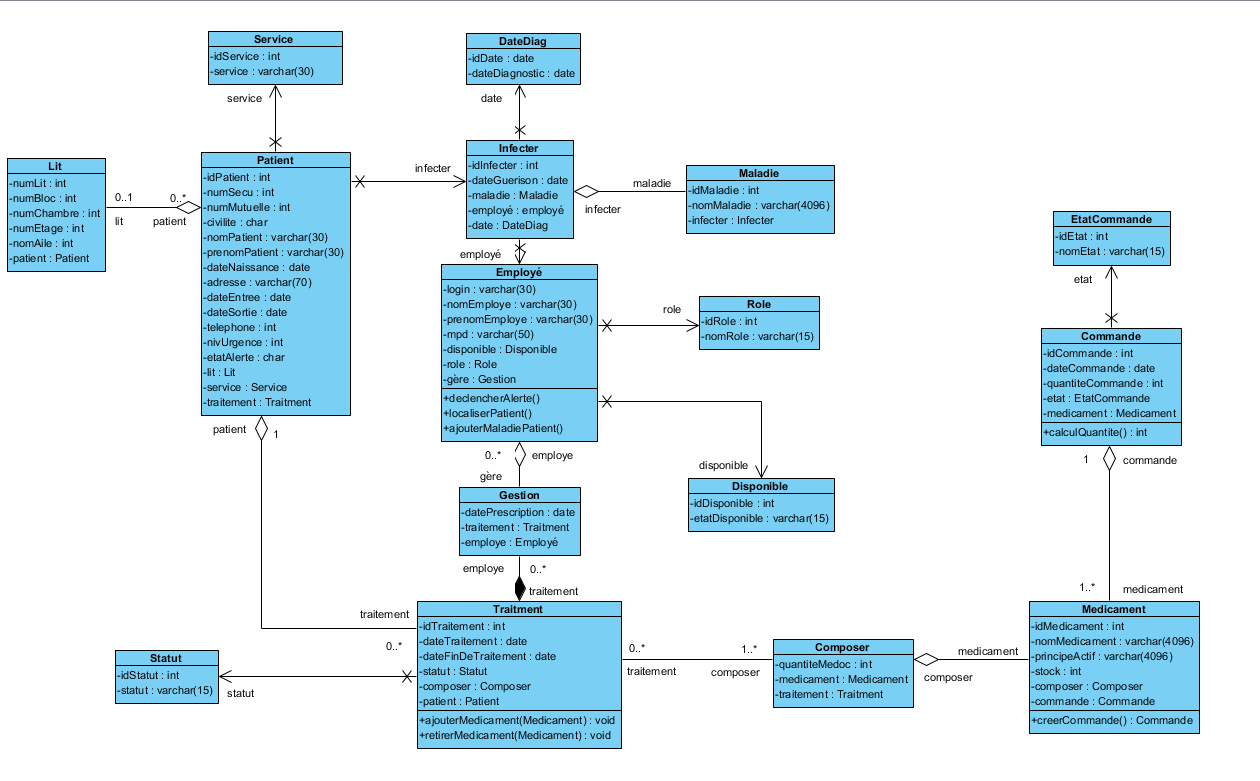 Service
-idService : int
-service : varchar(30)
service
DateDiag
-idDate : date
-dateDiagnostic : date
date
Lit
-numLit : int
-numBloc : int
-numChambre : int
-numEtage : int
-nomAile : int
-patient : Patient
0..1
lit
0..*
patient
Patient
-idPatient : int
-numSecu : int
-numMutuelle : int
-civilite : char
-nomPatient : varchar(30)
-prenomPatient : varchar(30)
-dateNaissance : date
-adresse : varchar(70)
-dateEntree : date
-dateSortie : date
-telephone : int
-nivUrgence : int
-etatAlerte : char
-lit : Lit
-service : Service
-traitement : Traitment
patient
1
infecter
Infecter
-idInfecter : int
-dateGuerison : date
-maladie : Maladie
-employé : employé
-date : DateDiag
maladie
infecter
Maladie
-idMaladie : int
-nomMaladie : varchar(4096)
-infecter : Infecter
employé
Employé
-login : varchar(30)
-nomEmploye : varchar(30)
-prenomEmploye : varchar(30)
-mpd : varchar(50)
-disponible : Disponible
-role : Role
-gère : Gestion
+declencherAlerte()
+localiserPatient()
+ajouterMaladiePatient()
role
Role
-idRole : int
-nomRole : varchar(15)
disponible
Disponible
-idDisponible : int
-etatDisponible : varchar(15)
0..*
employe
gère
Gestion
-datePrescription : date
-traitement : Traitment
-employe : Employé
employe
0..*
traitement
EtatCommande
-idEtat : int
-nomEtat : varchar(15)
etat
Commande
-idCommande : int
-dateCommande : date
-quantiteCommande : int
-etat : EtatCommande
-medicament : Medicament
+calculQuantite() : int
1
commande
1..*
medicament
traitement
0..*
Traitment
-idTraitement : int
-dateTraitement : date
-dateFinDeTraitement : date
-statut : Statut
-composer : Composer
-patient : Patient
+ajouterMedicament(Medicament) : void
+retirerMedicament(Medicament) : void
Statut
-idStatut : int
-statut : varchar(15)
statut
0..*
traitement
1..*
composer
Composer
-quantiteMedoc : int
-medicament : Medicament
-traitement : Traitment
medicament
composer
Medicament
-idMedicament : int
-nomMedicament : varchar(4096)
-principeActif : varchar(4096)
-stock : int
-composer : Composer
-commande : Commande
+creerCommande() : Commande